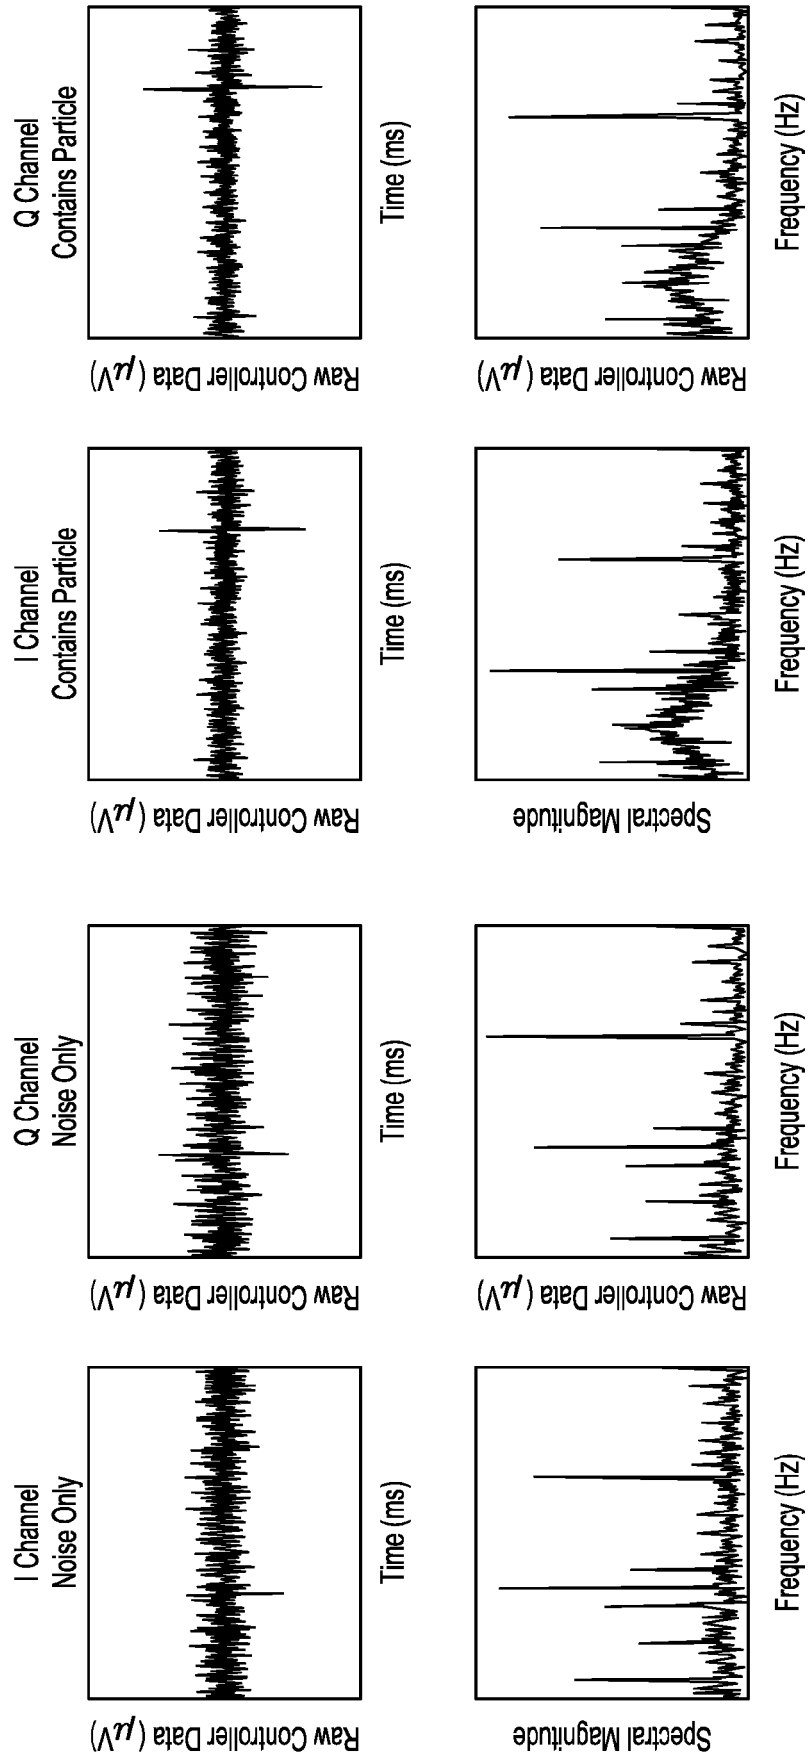 I Channel
Noise Only
Raw Controller Data (μV)
Time (ms)
Spectral Magnitude
Frequency (Hz)
Q Channel
Noise Only
Raw Controller Data (μV)
Time (ms)
Raw Controller Data (μV)
Frequency (Hz)
I Channel
Contains Particle
Raw Controller Data (μV)
Time (ms)
Spectral Magnitude
Frequency (Hz)
Q Channel
Contains Particle
Raw Controller Data (μV)
Time (ms)
Raw Controller Data (μV)
Frequency (Hz)